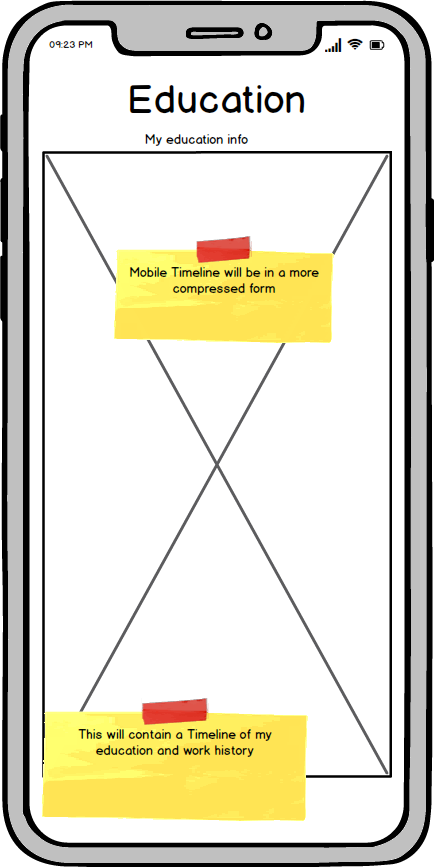 09:23 PM
Education
My education info
Mobile Timeline will be in a more
compressed form
This will contain a Timeline of my
education and work history